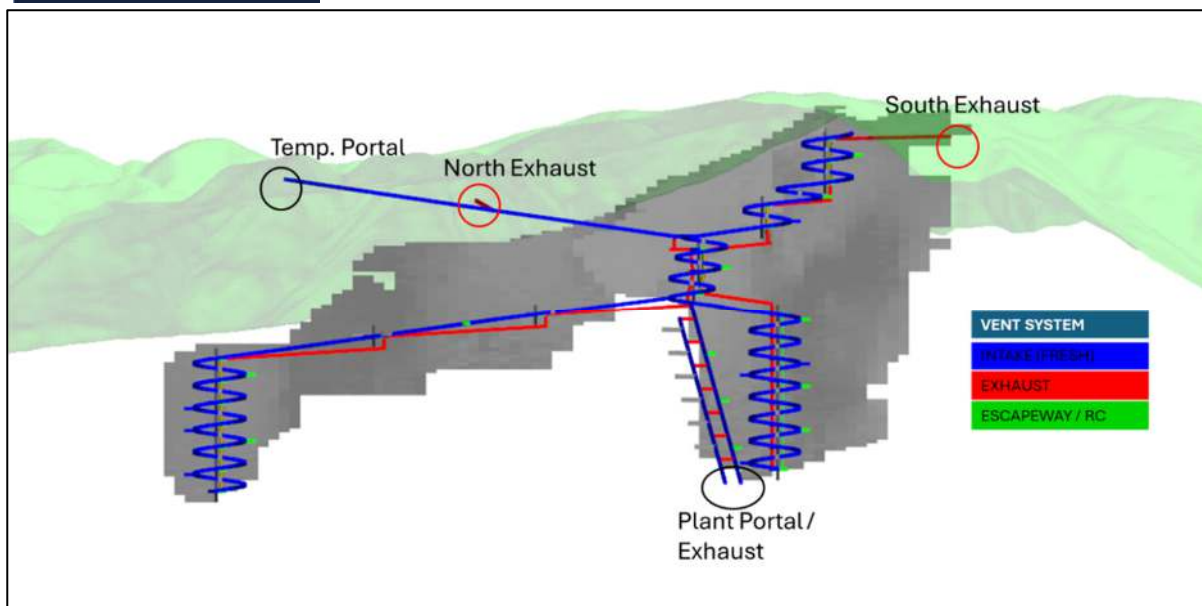 South Exhaust
Temp. Portal
North Exhaust
VENT SYSTEM
INTAKE (FRESH)
EXHAUST
ESCAPEWAY / RC
Plant Portal /
Exhaust